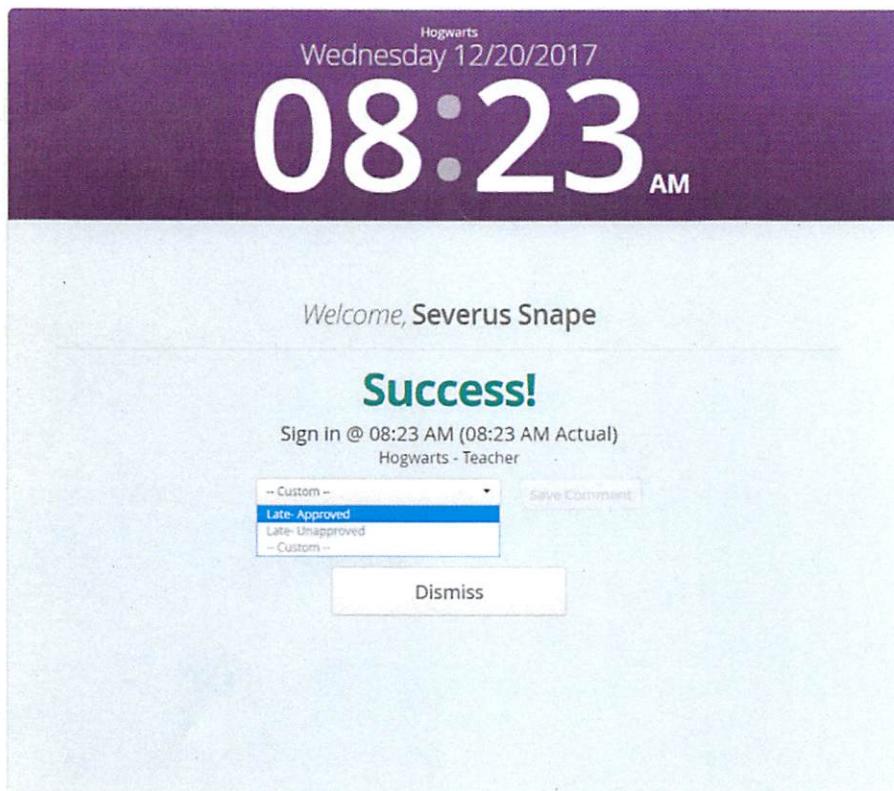 Hogwarts
Wednesday 12/20/2017
08:23 AM
Welcome, Severus Snape
Success!
Sign in @ 08:23 AM (08:23 AM Actual)
Hogwarts - Teacher
-- Custom -- Save Comment
Late- Approved
Late- Unapproved
-- Custom --
Dismiss